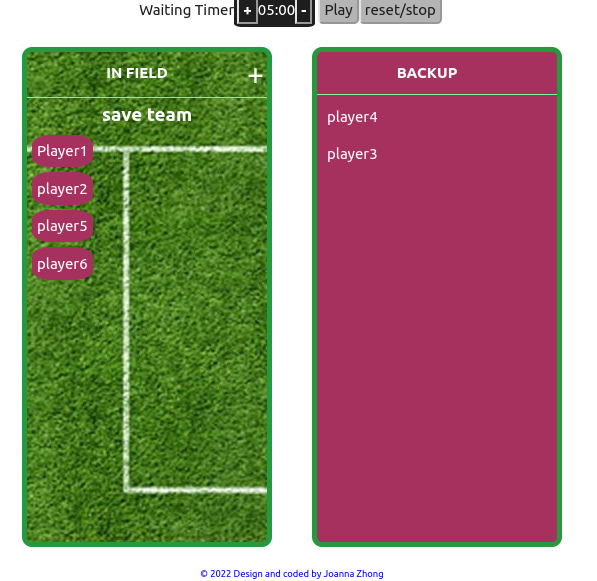 Waiting Timer + 05:00 - Play reset/stop
IN FIELD +
save team
Player1
player2
player5
player6
BACKUP
player4
player3
© 2022 Design and coded by Joanna Zhong